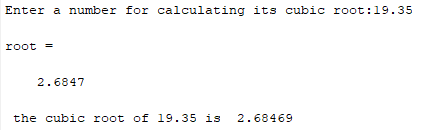 Enter a number for calculating its cubic root:19.35
root =
2.6847
the cubic root of 19.35 is  2.68469